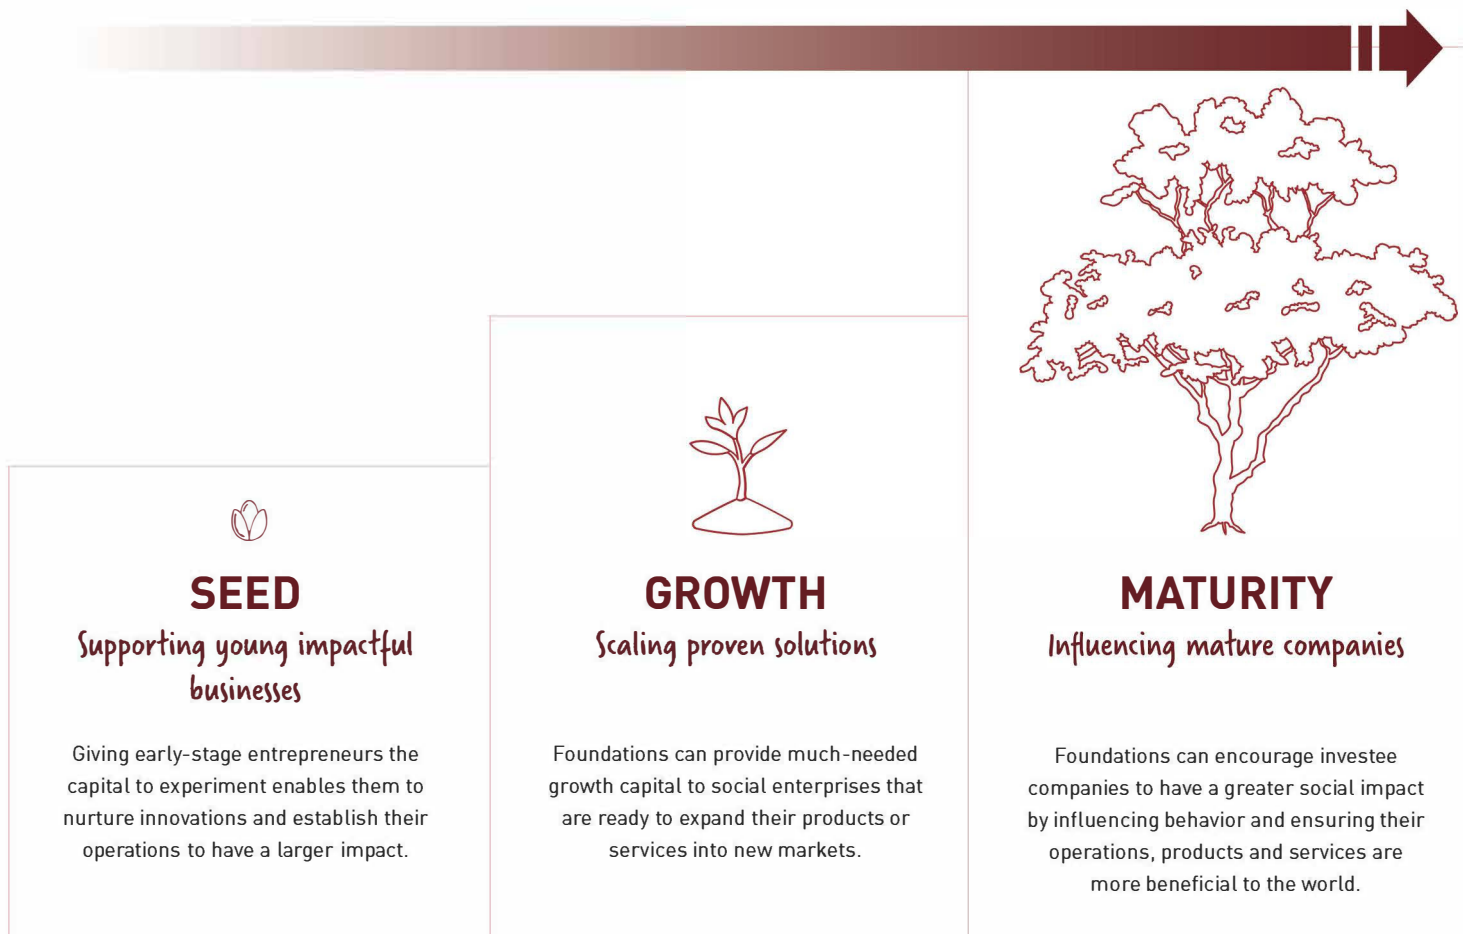 SEED
Supporting young impactful
businesses
Giving early-stage entrepreneurs the
capital to experiment enables them to
nurture innovations and establish their
operations to have a larger impact.
GROWTH
Scaling proven solutions
Foundations can provide much-needed
growth capital to social enterprises that
are ready to expand their products or
services into new markets.
MATURITY
Influencing mature companies
Foundations can encourage investee
companies to have a greater social impact
by influencing behavior and ensuring their
operations, products and services are
more beneficial to the world.